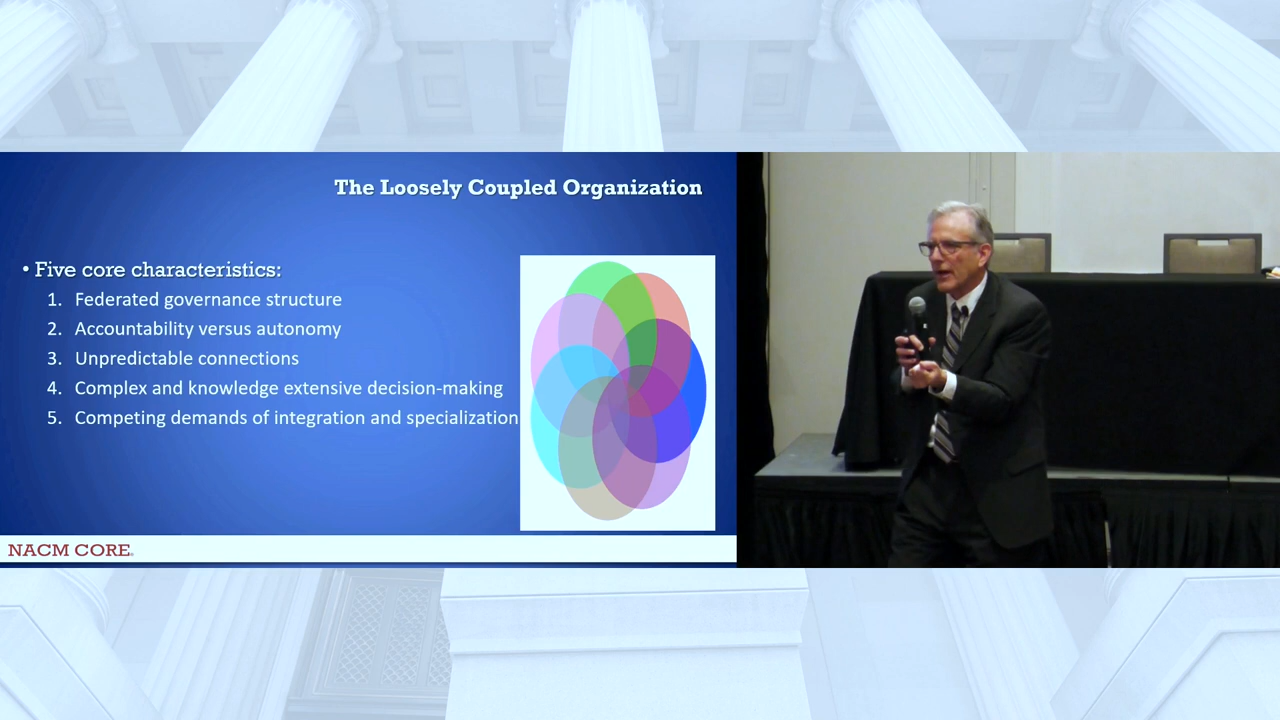 The Loosely Coupled Organization
• Five core characteristics:
1. Federated governance structure
2. Accountability versus autonomy
3. Unpredictable connections
4. Complex and knowledge extensive decision-making
5. Competing demands of integration and specialization
NACM CORE